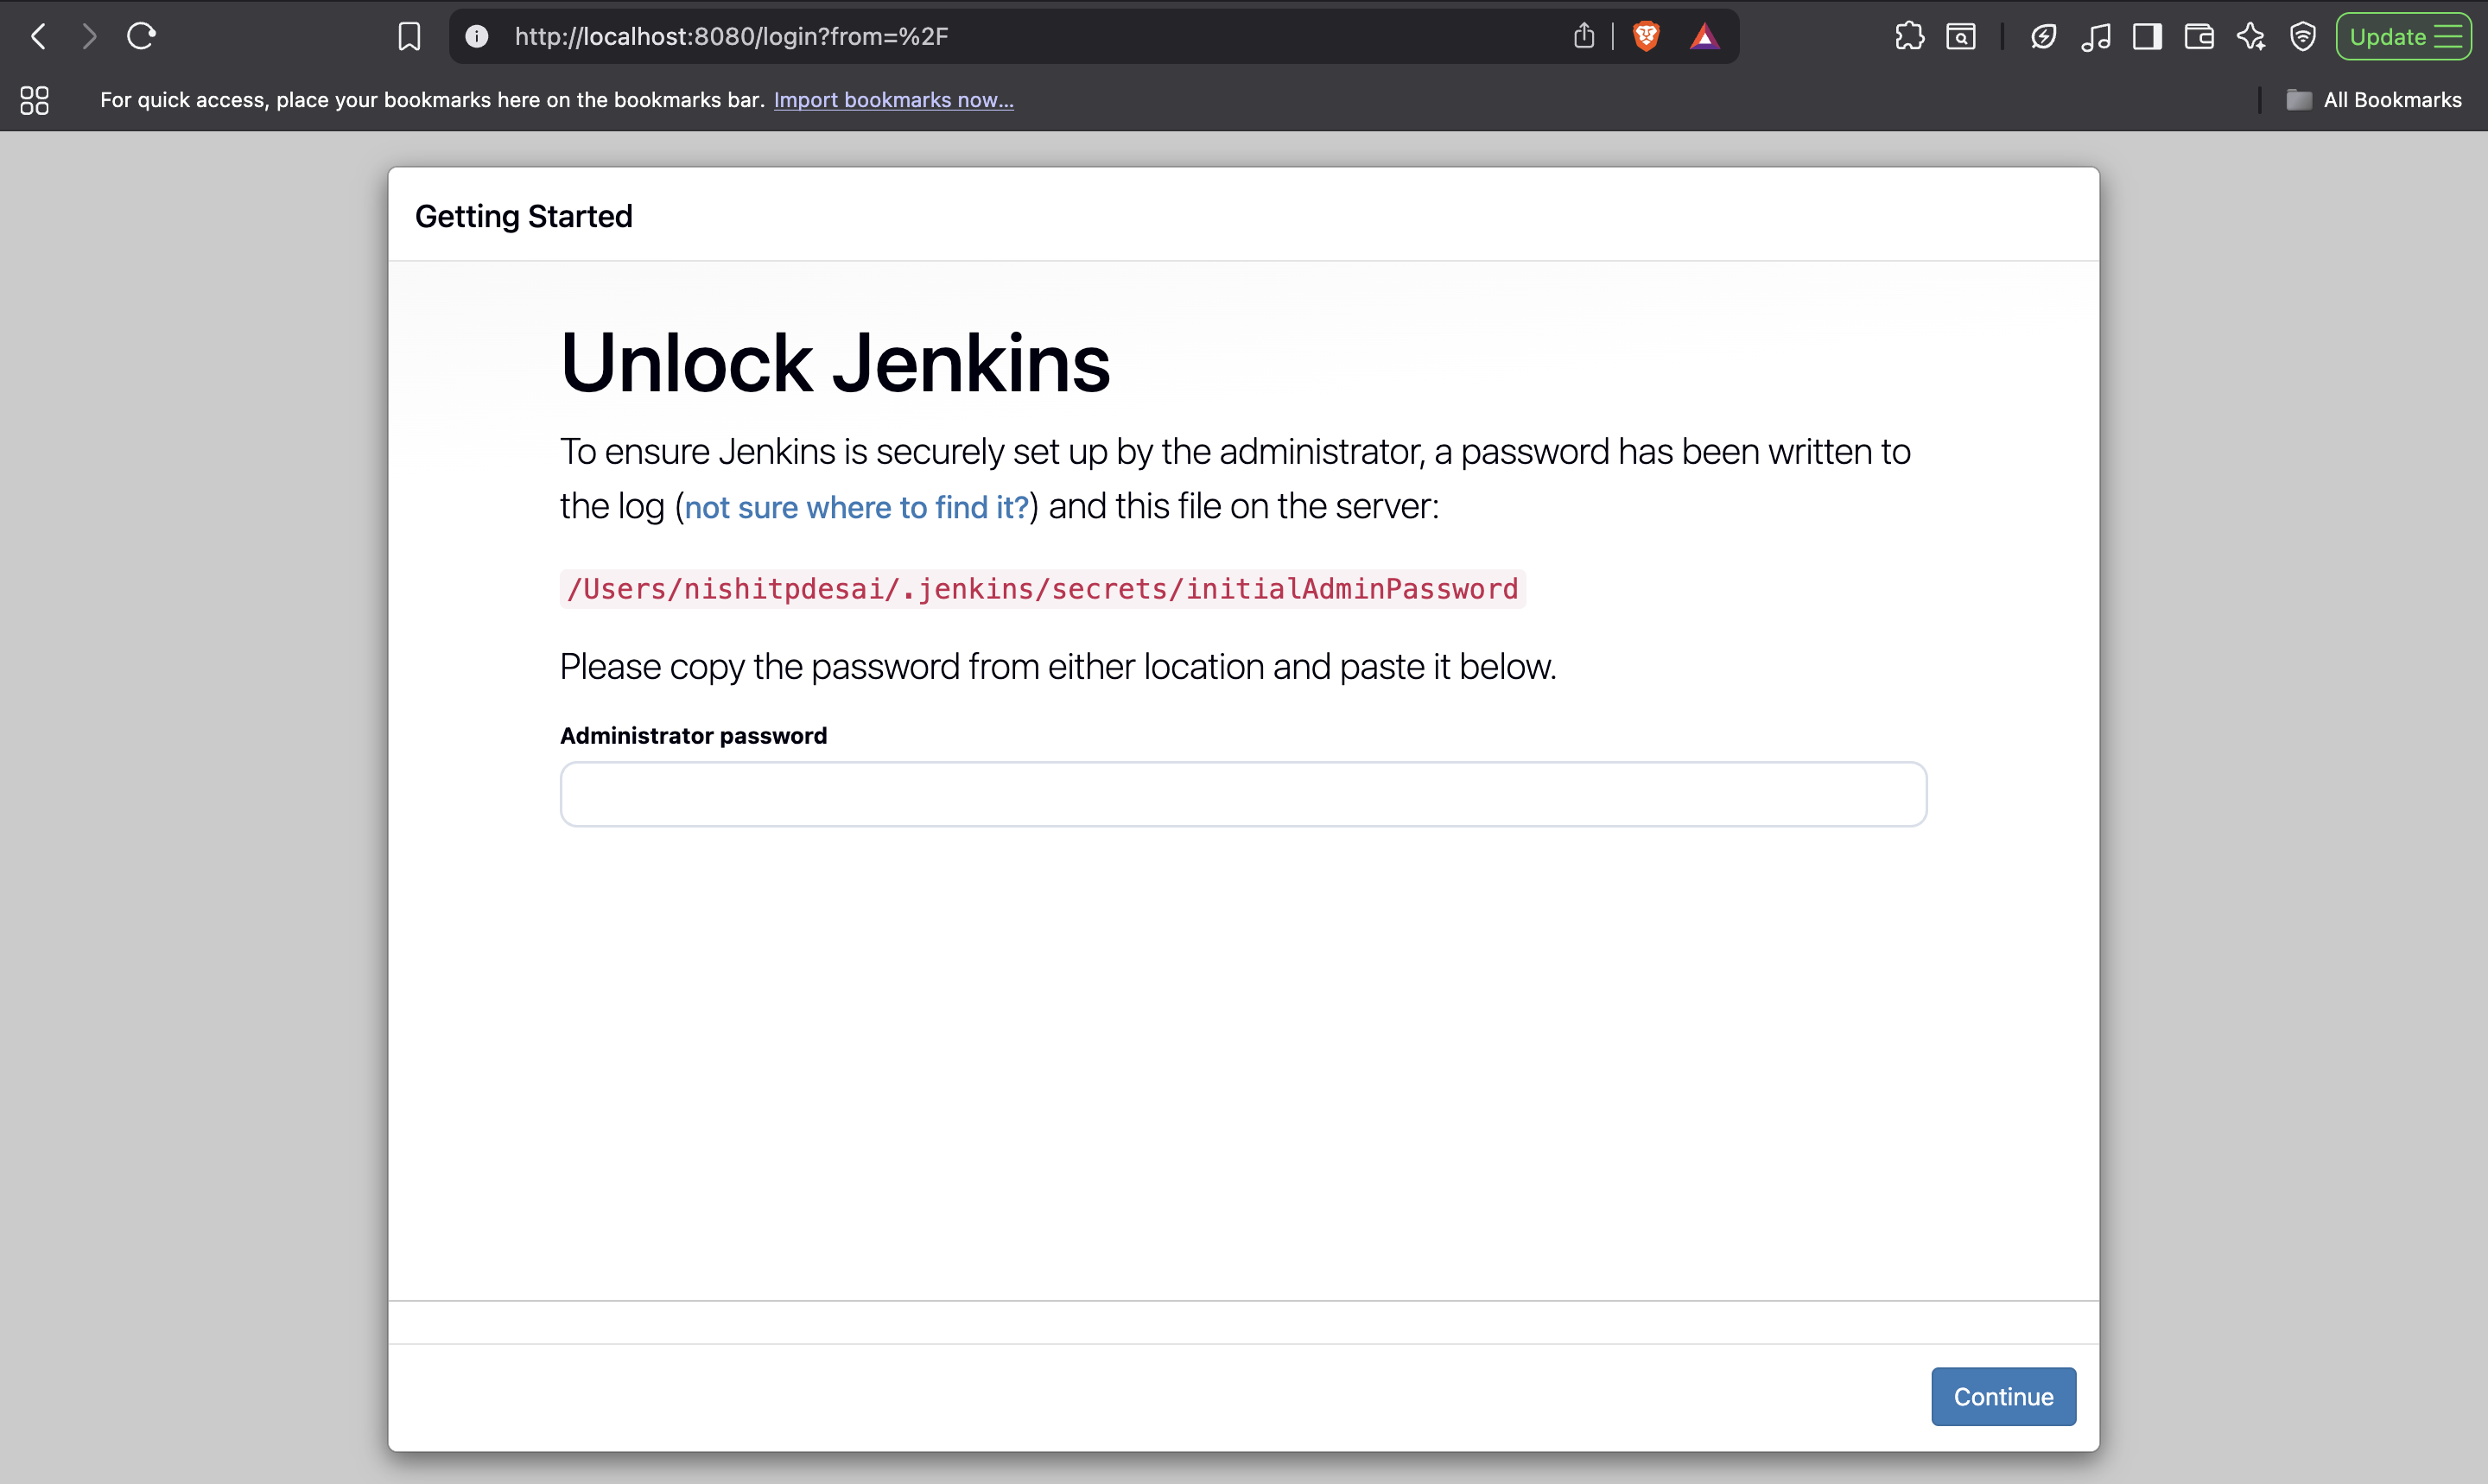 http://localhost:8080/login?from=%2F
Update
For quick access, place your bookmarks here on the bookmarks bar. Import bookmarks now...
All Bookmarks
Getting Started
Unlock Jenkins
To ensure Jenkins is securely set up by the administrator, a password has been written to
the log (not sure where to find it?) and this file on the server:
/Users/nishitpdesai/.jenkins/secrets/initialAdminPassword
Please copy the password from either location and paste it below.
Administrator password
Continue